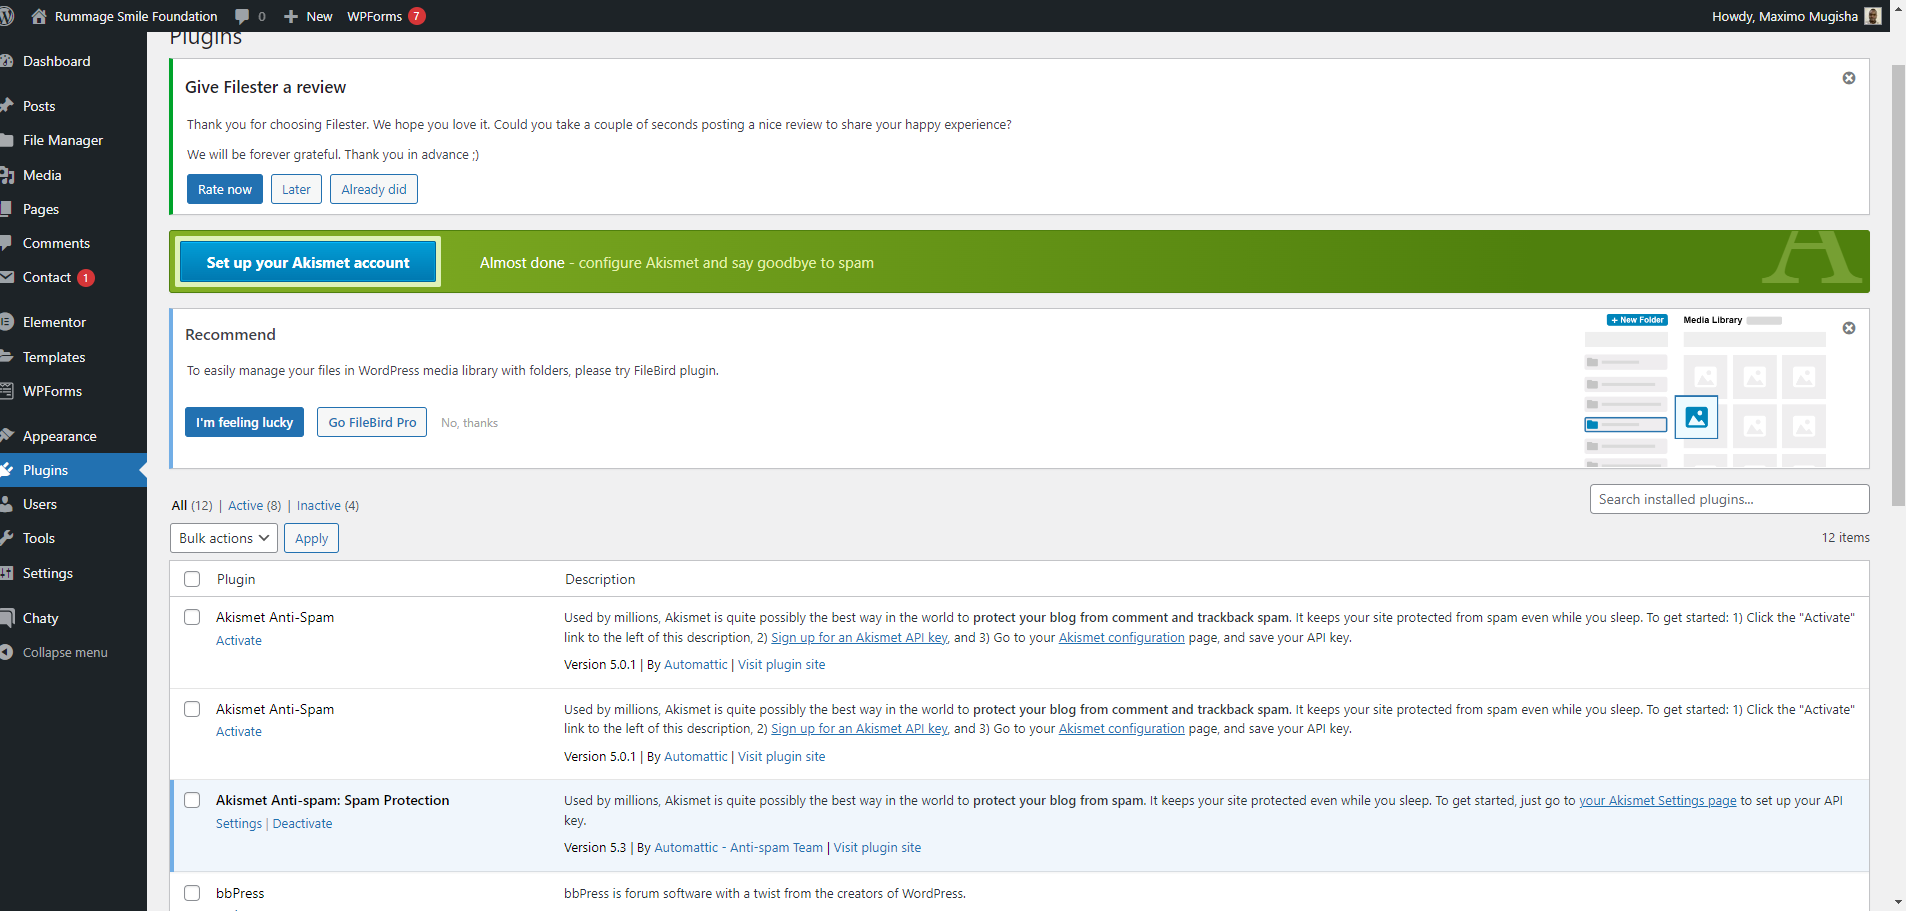 Rummage Smile Foundation 0 New WPForms 7 Howdy, Maximo Mugisha
Dashboard
Posts
File Manager
Media
Pages
Comments
Contact 1
Elementor
Templates
WPForms
Appearance
Plugins
Users
Tools
Settings
Chaty
Collapse menu
Plugins
Give Filester a review
Thank you for choosing Filester. We hope you love it. Could you take a couple of seconds posting a nice review to share your happy experience?
We will be forever grateful. Thank you in advance ;)
Rate now Later Already did
Set up your Akismet account Almost done - configure Akismet and say goodbye to spam
A
Recommend
To easily manage your files in WordPress media library with folders, please try FileBird plugin.
I'm feeling lucky Go FileBird Pro No, thanks
+ New Folder Media Library
All (12) | Active (8) | Inactive (4)
Search installed plugins...
Bulk actions Apply
12 items
Plugin Description
Akismet Anti-Spam
Activate
Used by millions, Akismet is quite possibly the best way in the world to protect your blog from comment and trackback spam. It keeps your site protected from spam even while you sleep. To get started: 1) Click the "Activate"
link to the left of this description, 2) Sign up for an Akismet API key, and 3) Go to your Akismet configuration page, and save your API key.
Version 5.0.1 | By Automattic | Visit plugin site
Akismet Anti-Spam
Activate
Used by millions, Akismet is quite possibly the best way in the world to protect your blog from comment and trackback spam. It keeps your site protected from spam even while you sleep. To get started: 1) Click the "Activate"
link to the left of this description, 2) Sign up for an Akismet API key, and 3) Go to your Akismet configuration page, and save your API key.
Version 5.0.1 | By Automattic | Visit plugin site
Akismet Anti-spam: Spam Protection
Settings | Deactivate
Used by millions, Akismet is quite possibly the best way in the world to protect your blog from spam. It keeps your site protected even while you sleep. To get started, just go to your Akismet Settings page to set up your API
key.
Version 5.3 | By Automattic - Anti-spam Team | Visit plugin site
bbPress
bbPress is forum software with a twist from the creators of WordPress.